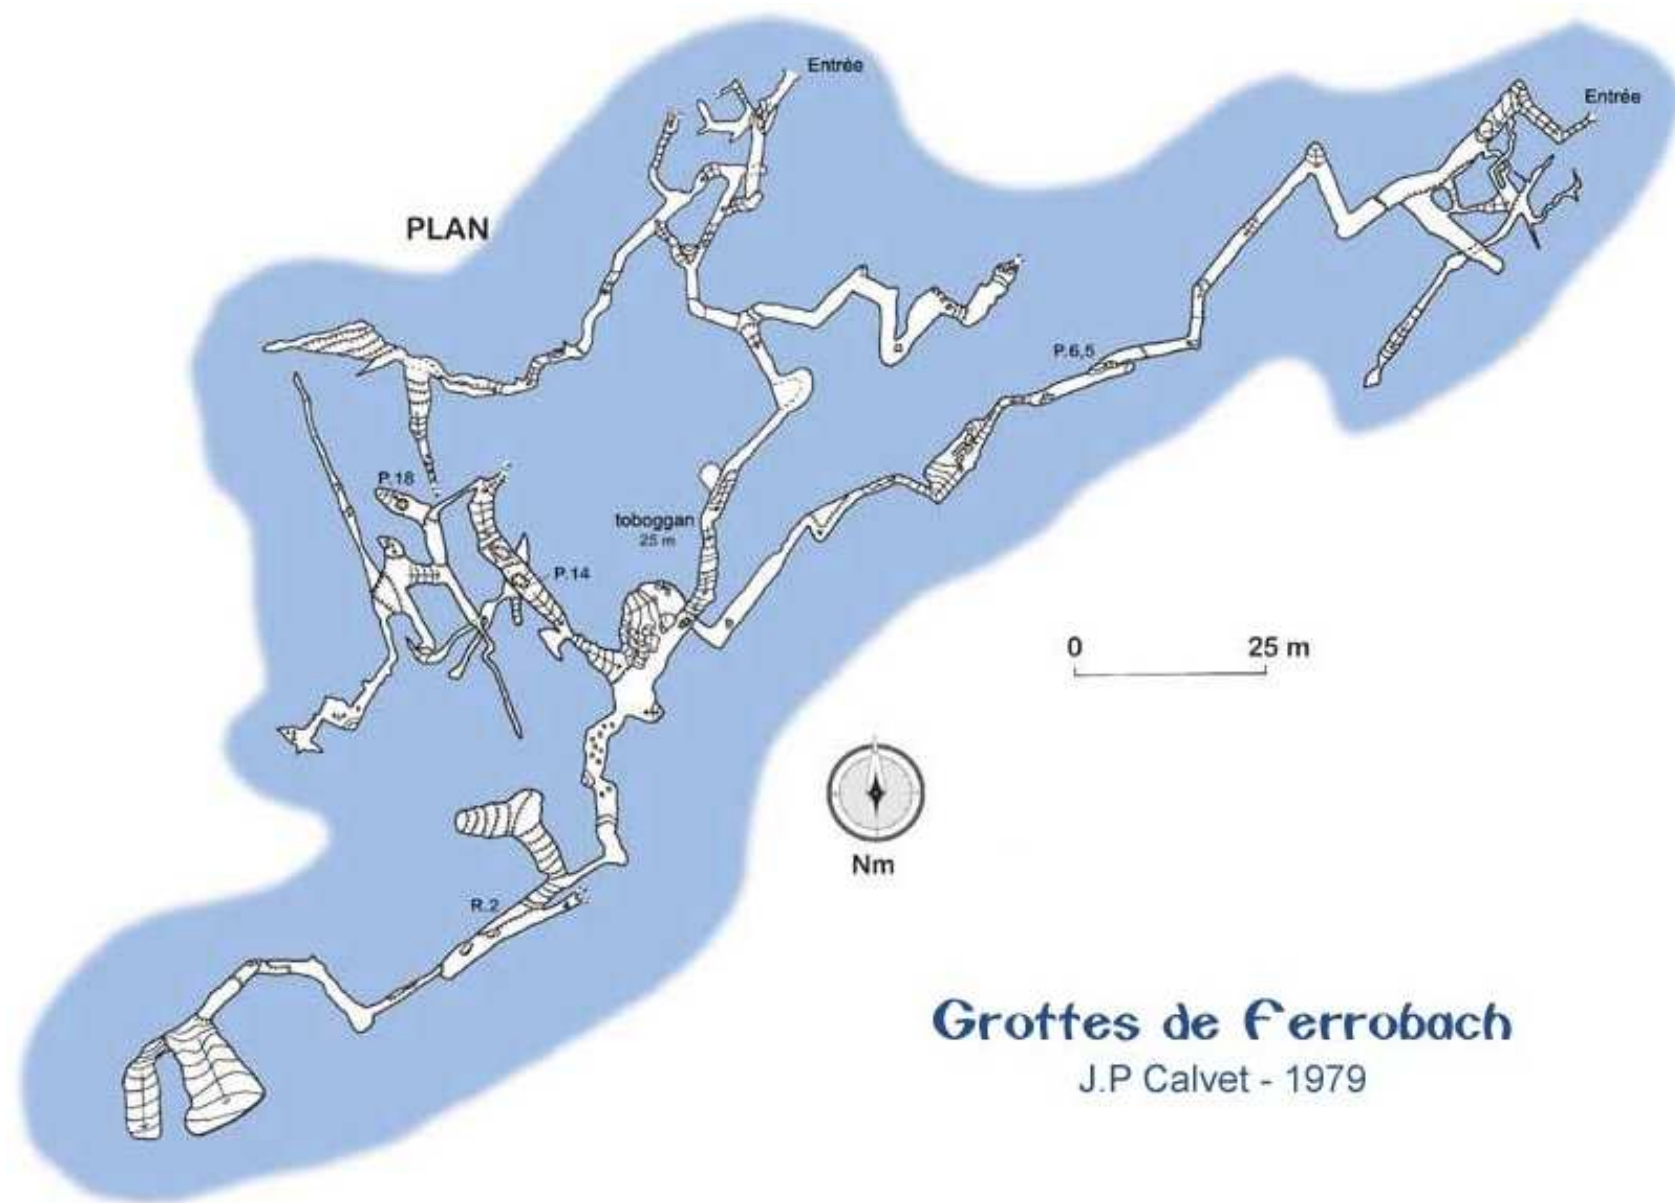 Entrée
Entrée
PLAN
P.6,5
P.18
toboggan
25 m
P.14
0 25 m
Nm
R.2
Grottes de Ferrobach
J.P Calvet - 1979